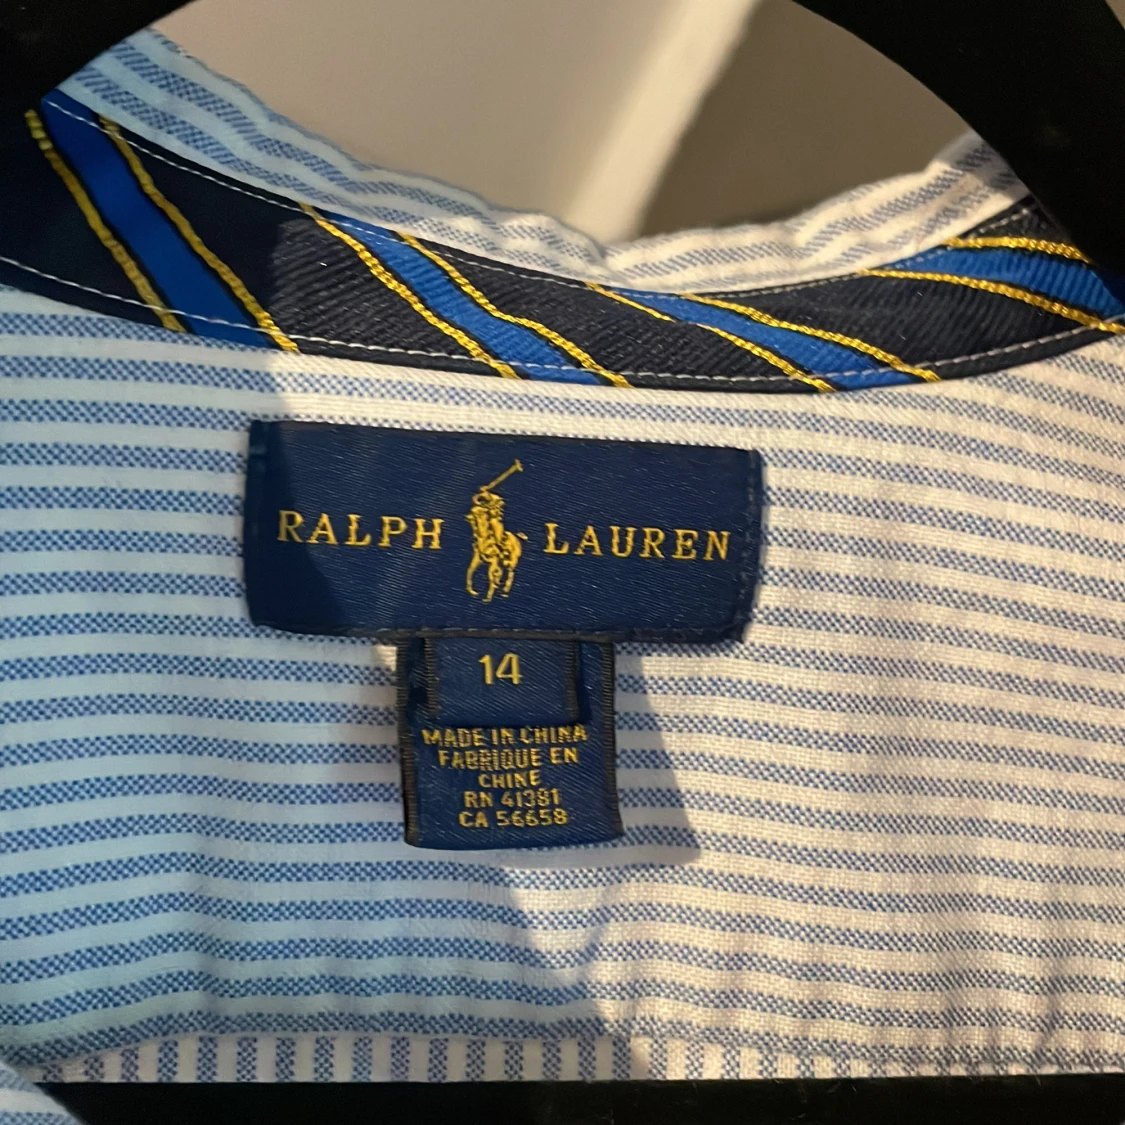 RALPH LAUREN
14
MADE IN CHINA
FABRIQUE EN
CHINE
RN 41381
CA 56658